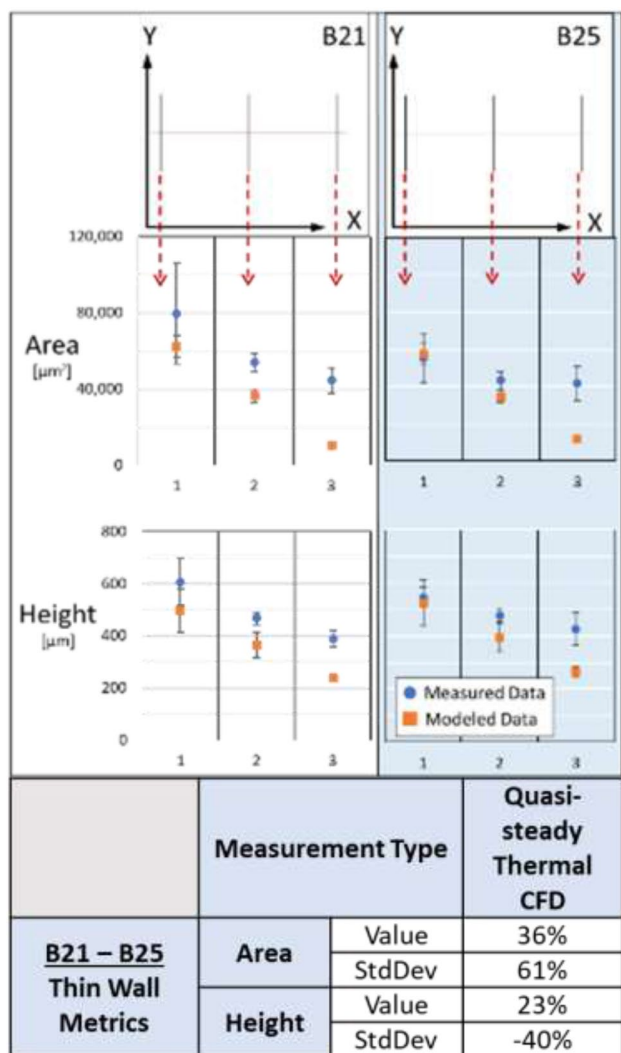 Y B21 Y B25
X X
120,000
80,000
Area
[µm²]
40,000
0
1 2 3 1 2 3
800
600
Height
[µm]
400
200
0
Measured Data
Modeled Data
1 2 3 1 2 3
Measurement Type
Quasi-
steady
Thermal
CFD
B21 – B25
Thin Wall
Metrics
Area
Value 36%
StdDev 61%
Height
Value 23%
StdDev -40%